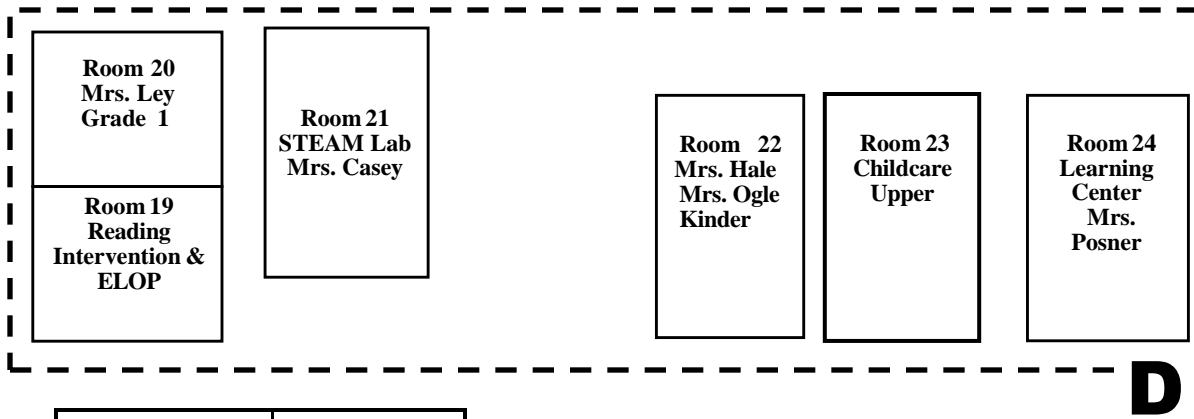 Room 20
Mrs. Ley
Grade 1
Room 19
Reading
Intervention &
ELOP
Room 21
STEAM Lab
Mrs. Casey
Room 22
Mrs. Hale
Mrs. Ogle
Kinder
Room 23
Childcare
Upper
Room 24
Learning
Center
Mrs.
Posner
D